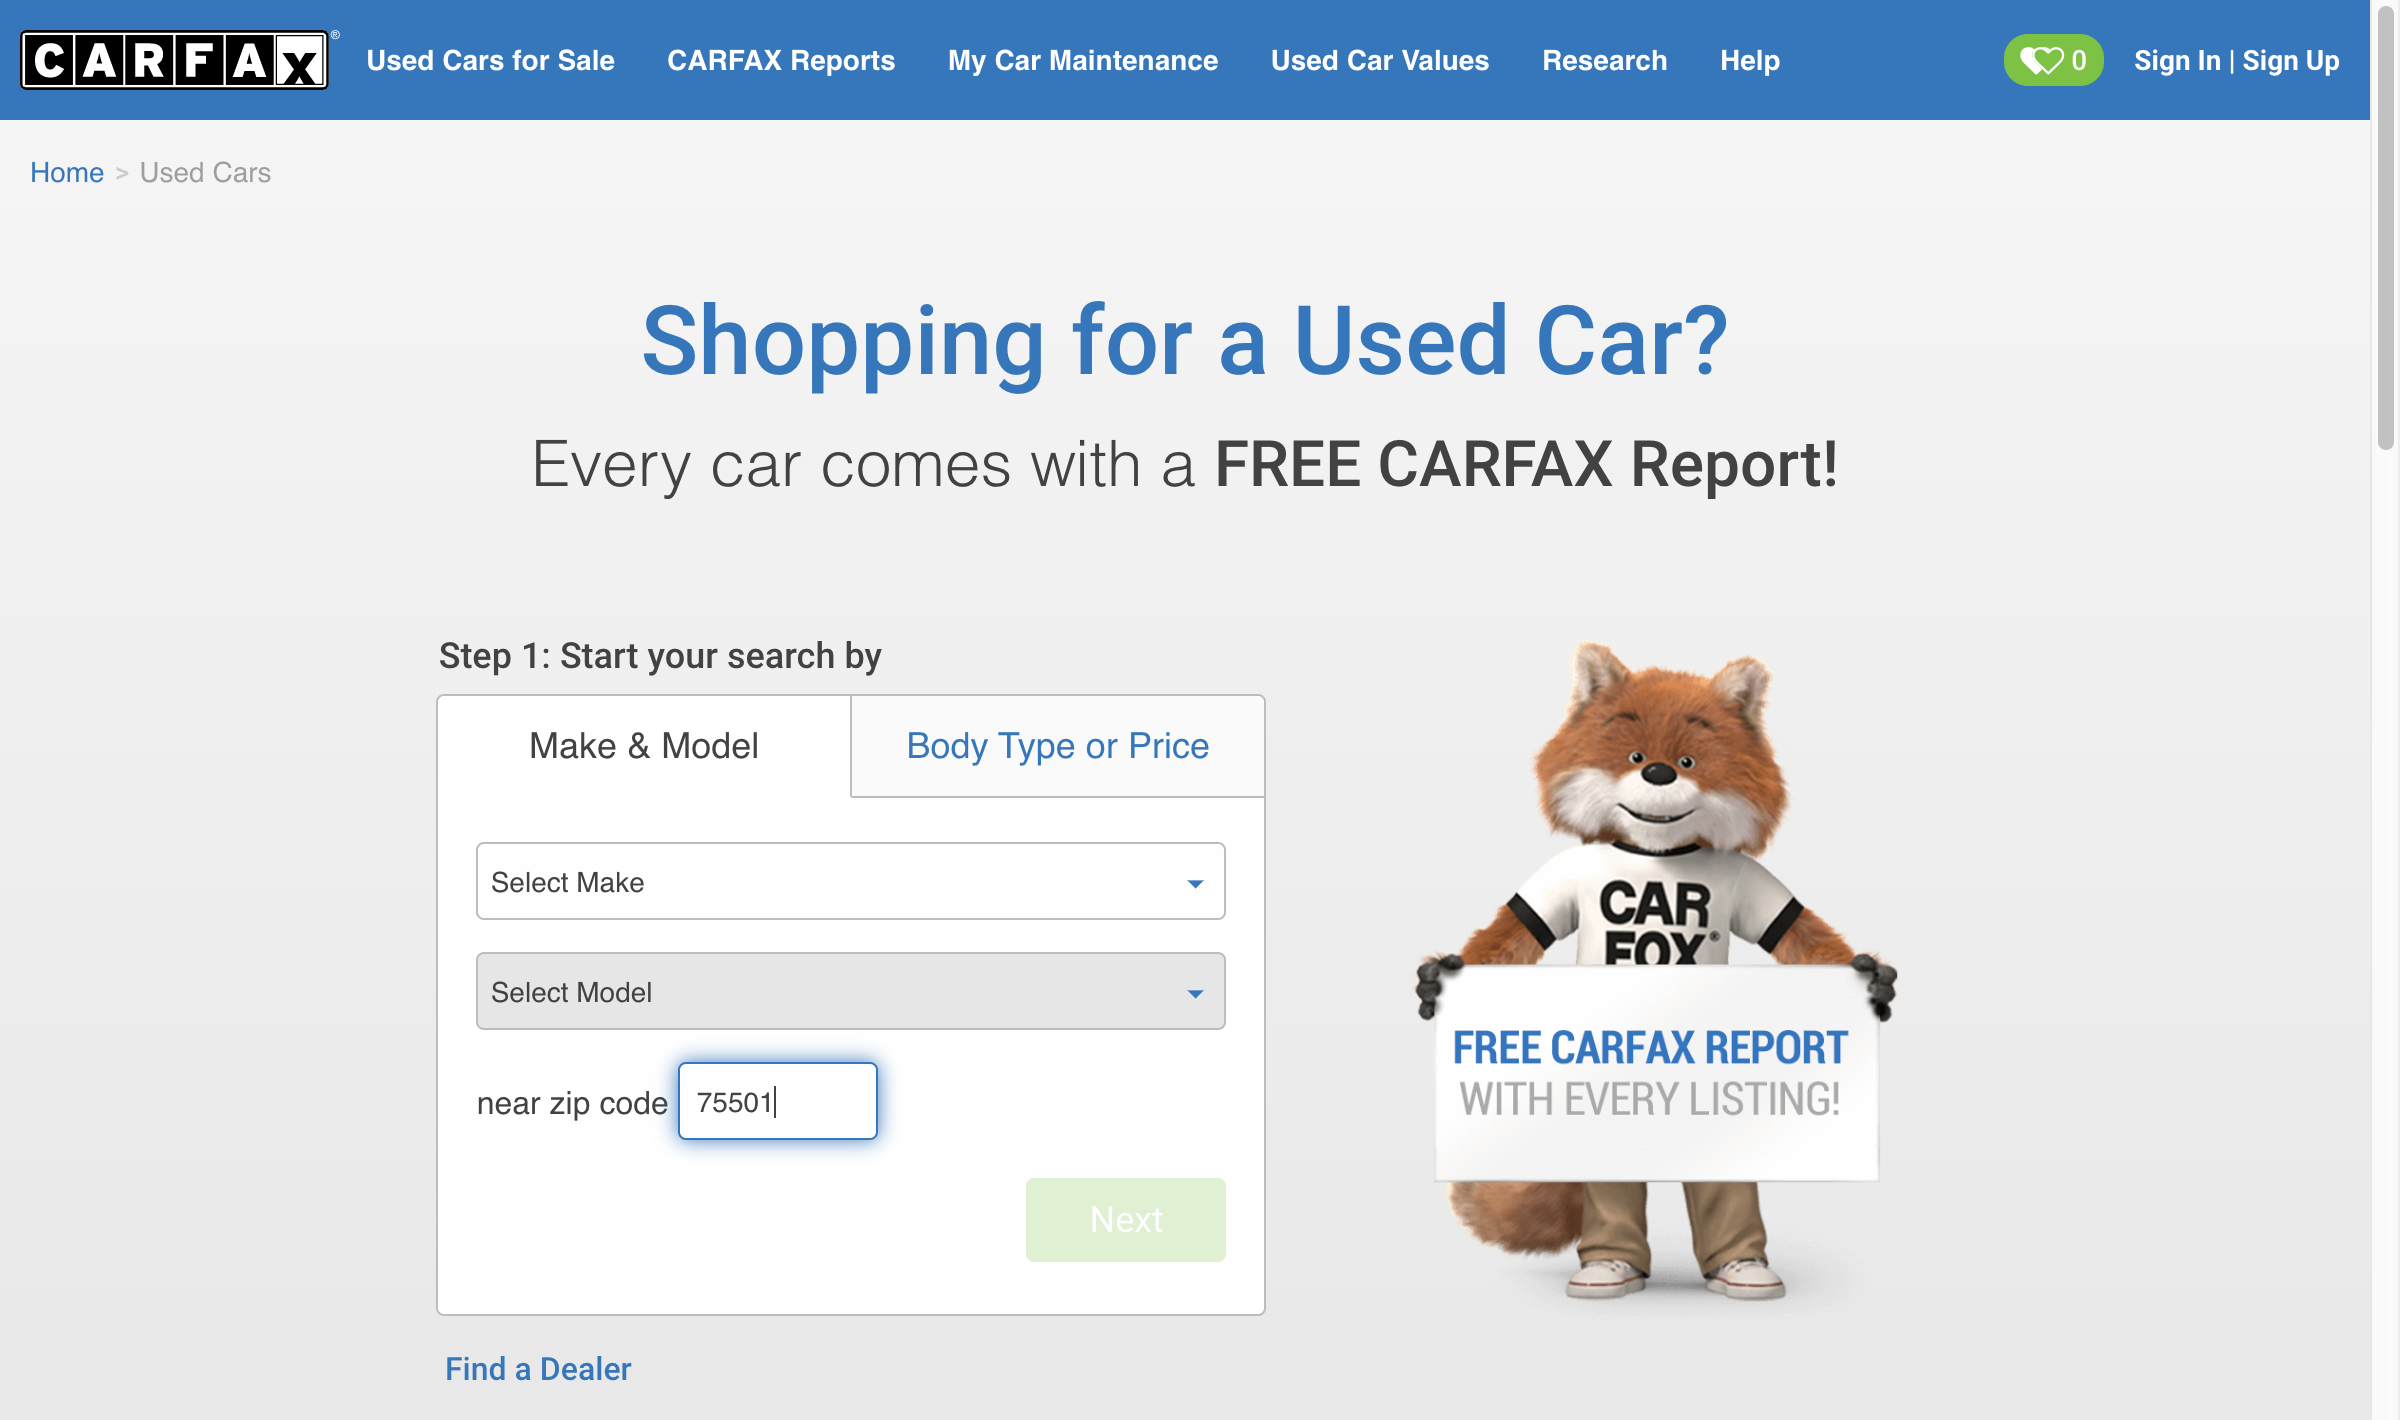 CARFAX®
Used Cars for Sale
CARFAX Reports
My Car Maintenance
Used Car Values
Research
Help
0
Sign In | Sign Up
Home > Used Cars
Shopping for a Used Car?
Every car comes with a FREE CARFAX Report!
Step 1: Start your search by
Make & Model
Body Type or Price
Select Make
Select Model
near zip code 75501
Next
Find a Dealer
CAR
FOX®
FREE CARFAX REPORT
WITH EVERY LISTING!